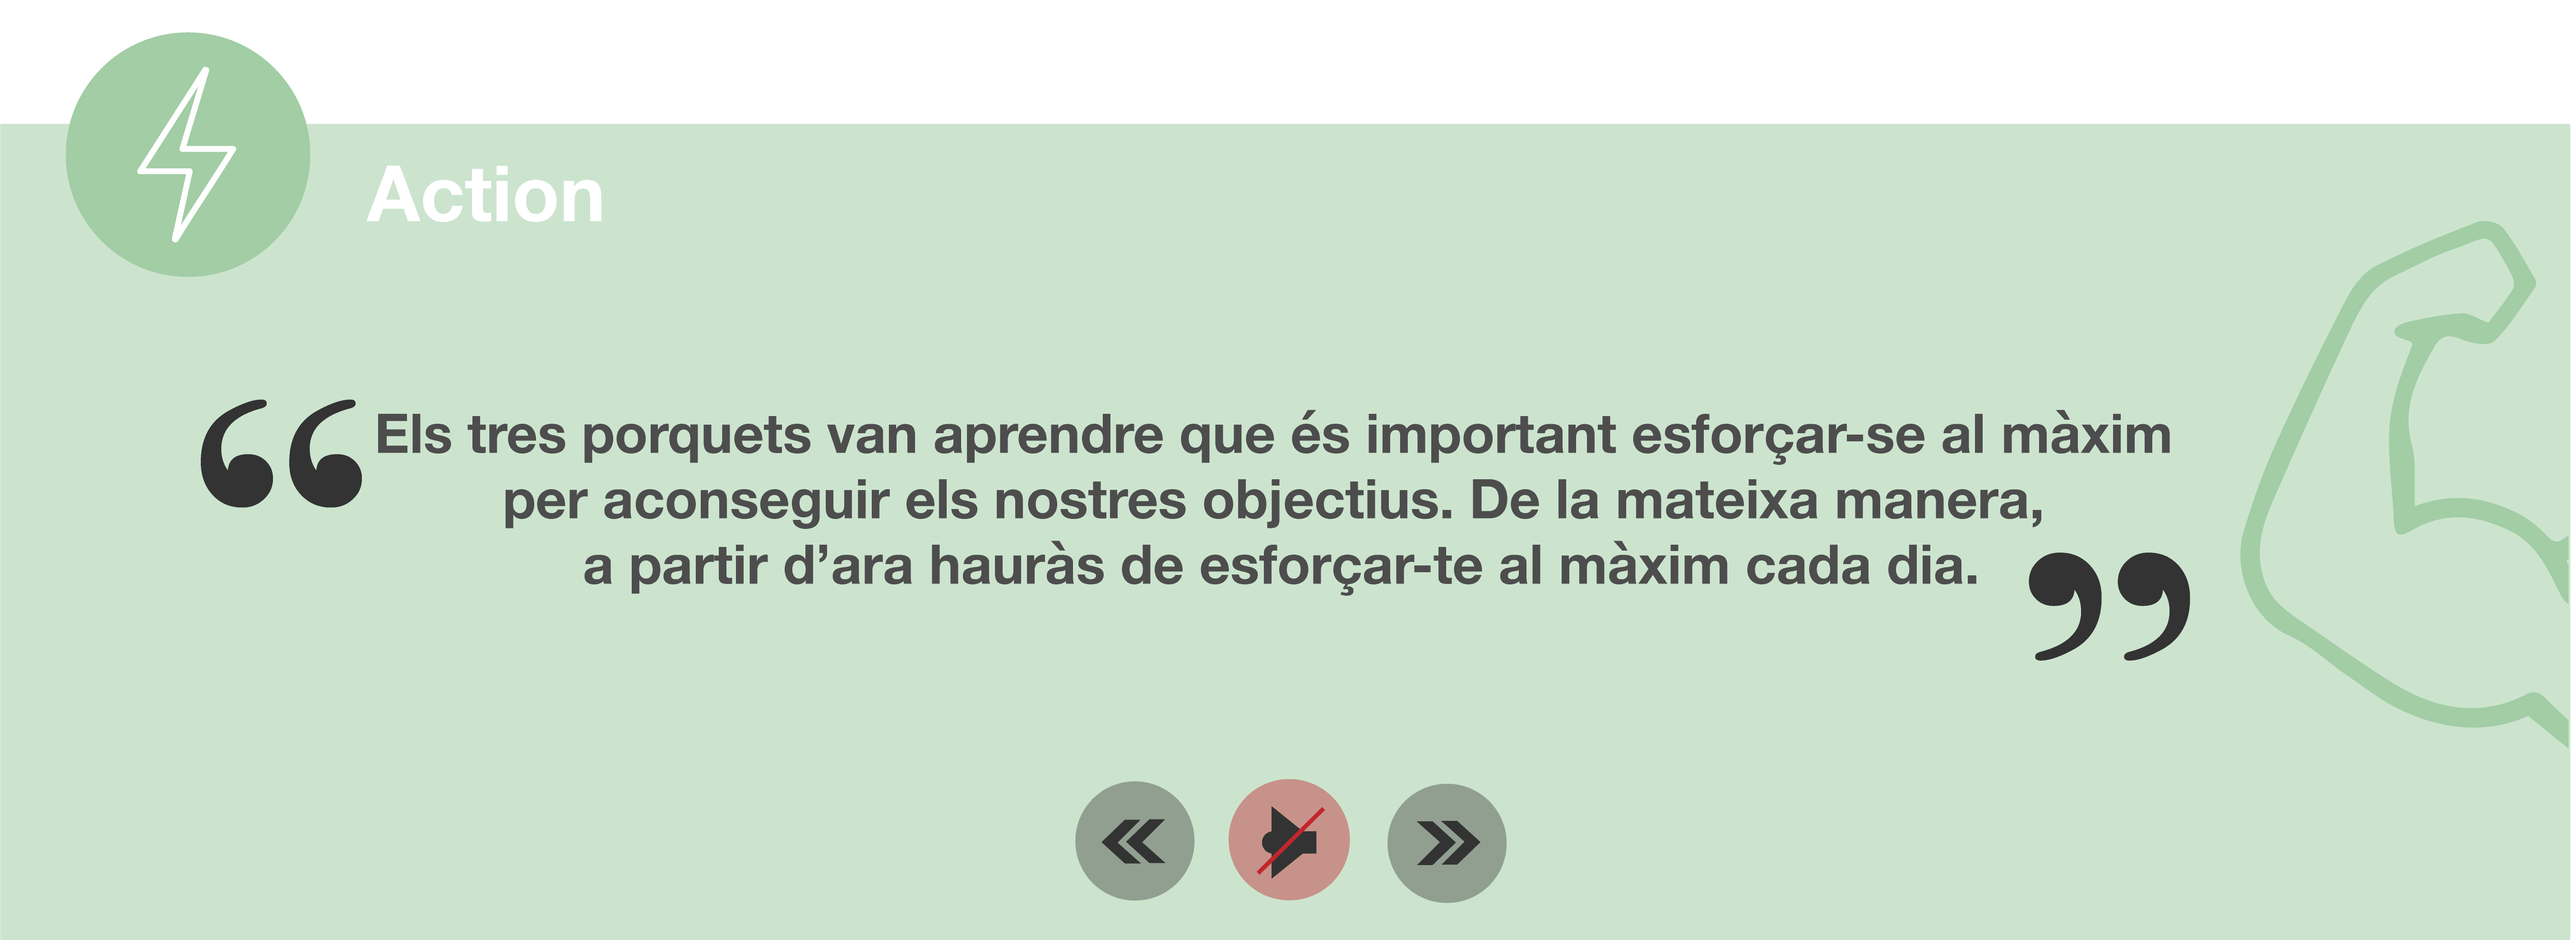 Action
“Els tres porquets van aprendre que és important esforçar-se al màxim
per aconseguir els nostres objectius. De la mateixa manera,
a partir d’ara hauràs de esforçar-te al màxim cada dia.”